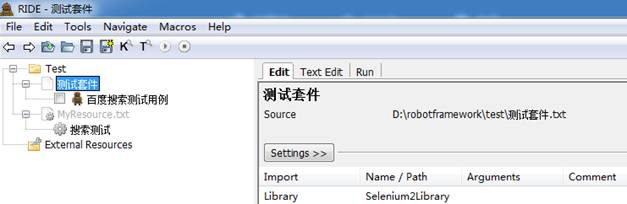 RIDE - 测试套件
File Edit Tools Navigate Macros Help
Test
测试套件
百度搜索测试用例
MyResource.txt
搜索测试
External Resources
Edit Text Edit Run
测试套件
Source D:\robotframework\test\测试套件.txt
Settings >>
Import Name / Path Arguments Comment
Library Selenium2Library